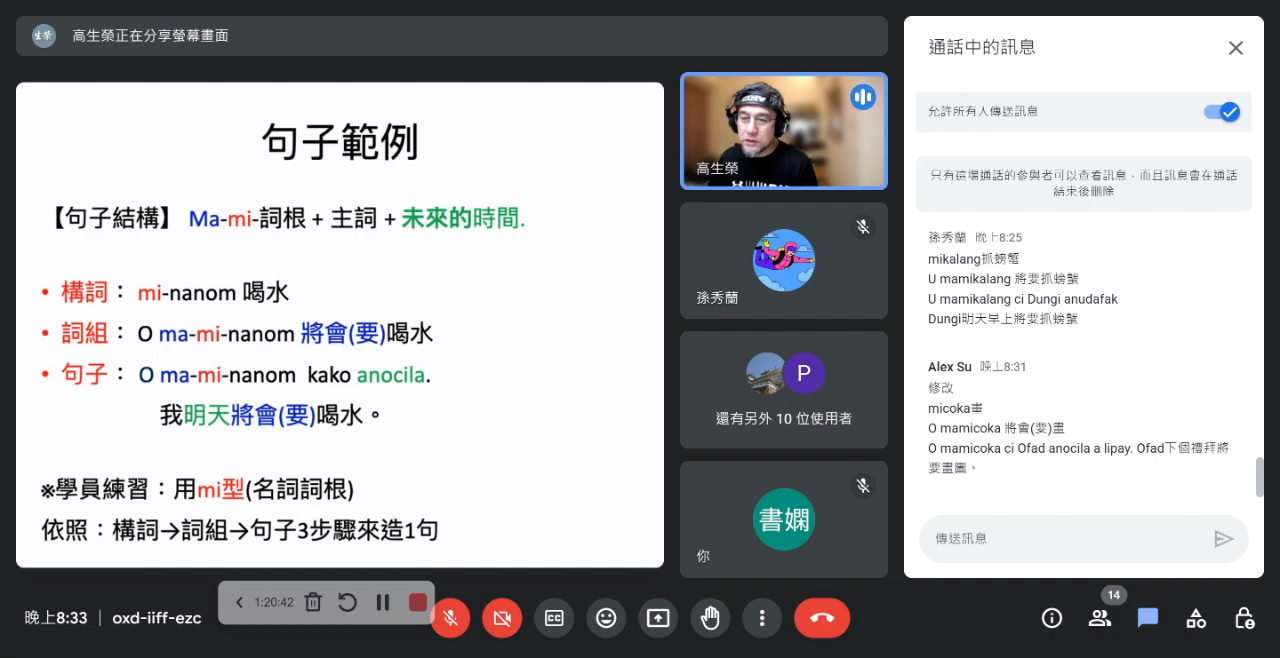 生榮
高生榮正在分享螢幕畫面
句子範例
【句子結構】 Ma-mi-詞根 + 主詞 + 未來的時間.
• 構詞： mi-nanom 喝水
• 詞組： O ma-mi-nanom 將會(要)喝水
• 句子： O ma-mi-nanom kako anocila.
我明天將會(要)喝水。
※學員練習：用mi型(名詞詞根)
依照：構詞→詞組→句子3步驟來造1句
高生榮
孫秀蘭
P
還有另外 10 位使用者
書嫻
你
通話中的訊息
允許所有人傳送訊息
只有這場通話的參與者可以查看訊息，而且訊息會在通話
結束後刪除
孫秀蘭 晚上8:25
mikalang抓螃蟹
U mamikalang 將要抓螃蟹
U mamikalang ci Dungi anudafak
Dungi明天早上將要抓螃蟹
Alex Su 晚上8:31
修改
micoka畫
O mamicoka 將會(要)畫
O mamicoka ci Ofad anocila a lipay. Ofad下個禮拜將
要畫圖。
傳送訊息
晚上8:33 | oxd-iiff-ezc
1:20:42
CC
14